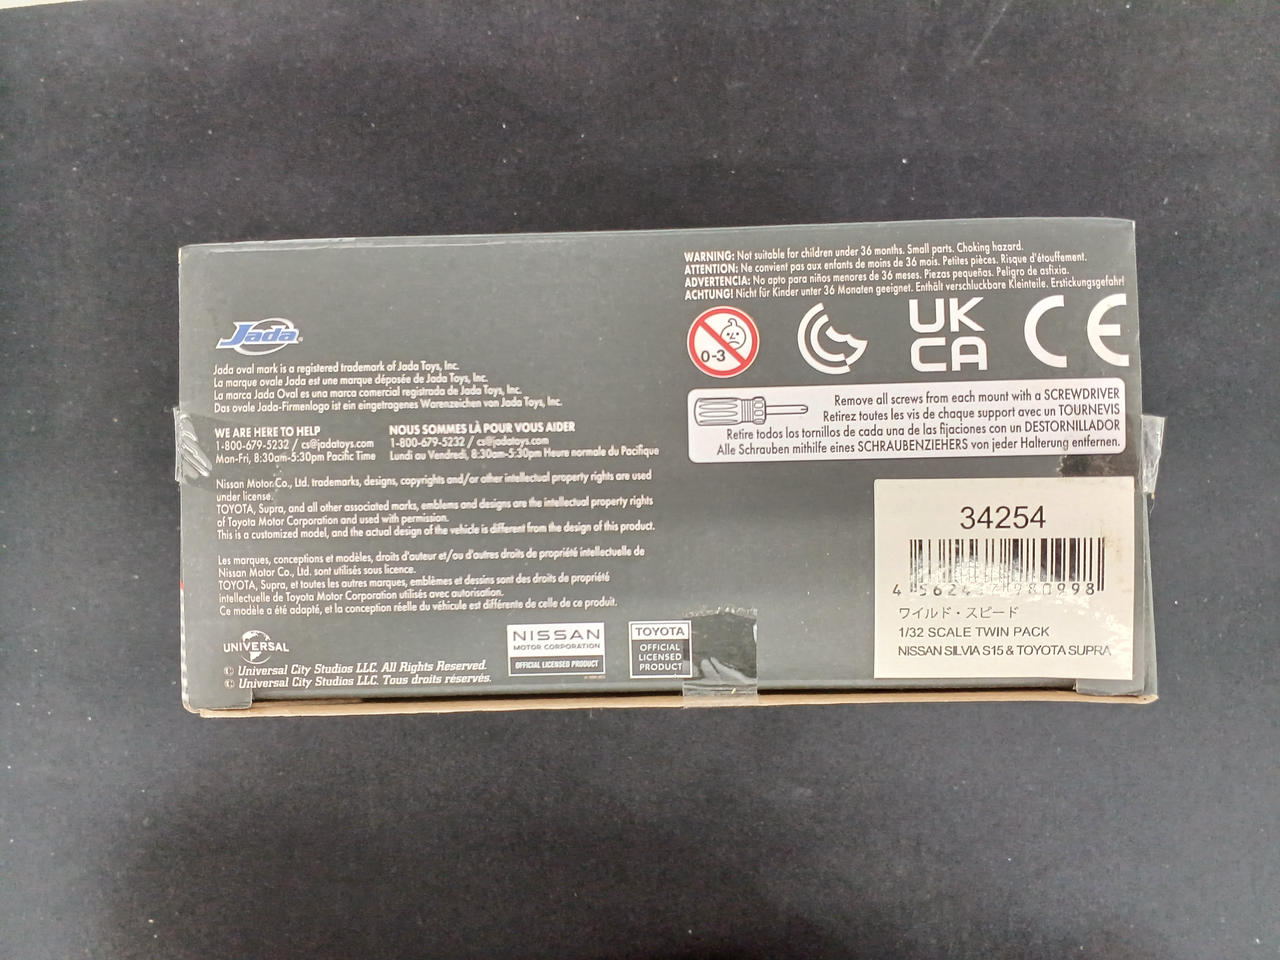 Jada
Jada oval mark is a registered trademark of Jada Toys, Inc.
La marque ovale Jada est une marque déposée de Jada Toys, Inc.
La marca Jada Oval es una marca comercial registrada de Jada Toys, Inc.
Das ovale Jada-Firmenlogo ist ein eingetragenes Warenzeichen von Jada Toys, Inc.
WE ARE HERE TO HELP
1-800-679-5232 / cs@jadatoys.com
Mon-Fri, 8:30am-5:30pm Pacific Time
NOUS SOMMES LÀ POUR VOUS AIDER
1-800-679-5232 / cs@jadatoys.com
Lundi au Vendredi, 8:30am-5:30pm Heure normale du Pacifique
Nissan Motor Co., Ltd. trademarks, designs, copyrights and/or other intellectual property rights are used
under license.
TOYOTA, Supra, and all other associated marks, emblems and designs are the intellectual property rights
of Toyota Motor Corporation and used with permission.
This is a customized model, and the actual design of the vehicle is different from the design of this product.
Les marques, conceptions et modèles, droits d'auteur et/ou d'autres droits de propriété intellectuelle de
Nissan Motor Co., Ltd. sont utilisés sous licence.
TOYOTA, Supra, et toutes les autres marques, emblèmes et dessins sont des droits de propriété
intellectuelle de Toyota Motor Corporation utilisés avec autorisation.
Ce modèle a été adapté, et la conception réelle du véhicule est différente de celle de ce produit.
UNIVERSAL
© Universal City Studios LLC. All Rights Reserved.
© Universal City Studios LLC. Tous droits réservés.
NISSAN
MOTOR CORPORATION
OFFICIAL LICENSED PRODUCT
TOYOTA
OFFICIAL
LICENSED
PRODUCT
WARNING: Not suitable for children under 36 months. Small parts. Choking hazard.
ATTENTION: Ne convient pas aux enfants de moins de 36 mois. Petites pièces. Risque d'étouffement.
ADVERTENCIA: No apto para niños menores de 36 meses. Piezas pequeñas. Peligro de asfixia.
ACHTUNG! Nicht für Kinder unter 36 Monaten geeignet. Enthält verschluckbare Kleinteile. Erstickungsgefahr!
0-3
UK
CA
CE
Remove all screws from each mount with a SCREWDRIVER
Retirez toutes les vis de chaque support avec un TOURNEVIS
Retire todos los tornillos de cada una de las fijaciones con un DESTORNILLADOR
Alle Schrauben mithilfe eines SCHRAUBENZIEHERS von jeder Halterung entfernen.
34254
ワイルド・スピード
1/32 SCALE TWIN PACK
NISSAN SILVIA S15 & TOYOTA SUPRA